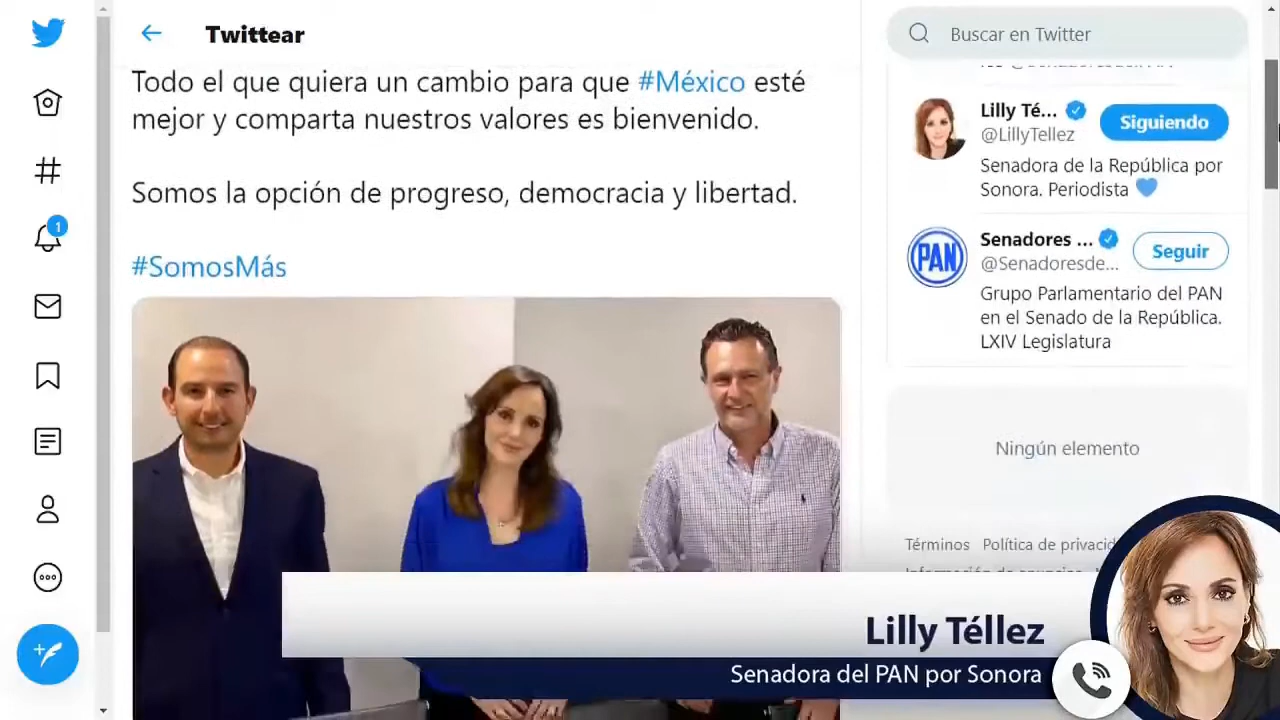 Twittear
Todo el que quiera un cambio para que #México esté
mejor y comparta nuestros valores es bienvenido.
Somos la opción de progreso, democracia y libertad.
#SomosMás
1
Buscar en Twitter
Lilly Té...
@LillyTellez
Siguiendo
Senadora de la República por
Sonora. Periodista
PAN
Senadores ...
@Senadoresde...
Seguir
Grupo Parlamentario del PAN
en el Senado de la República.
LXIV Legislatura
Ningún elemento
Términos Política de privacid
Lilly Téllez
Senadora del PAN por Sonora